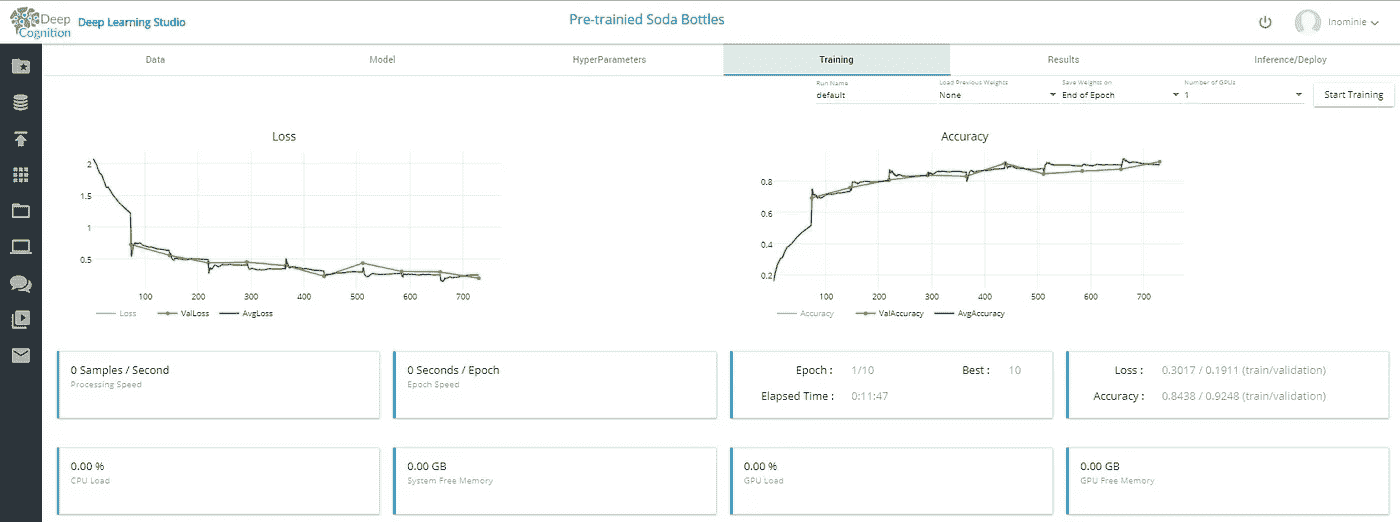 Deep
Cognition
Deep Learning Studio
Pre-trainied Soda Bottles
Inominie
Data
Model
HyperParameters
Training
Results
Inference/Deploy
Run Name
Load Previous Weights
Save Weights on
Number of GPUs
default
None
End of Epoch
1
Start Training
Loss
2
1.5
1
0.5
100 200 300 400 500 600 700
Loss ValLoss AvgLoss
Accuracy
0.8
0.6
0.4
0.2
100 200 300 400 500 600 700
Accuracy ValAccuracy AvgAccuracy
0 Samples / Second
Processing Speed
0 Seconds / Epoch
Epoch Speed
Epoch : 1/10 Best : 10
Elapsed Time : 0:11:47
Loss : 0.3017 / 0.1911 (train/validation)
Accuracy : 0.8438 / 0.9248 (train/validation)
0.00 %
CPU Load
0.00 GB
System Free Memory
0.00 %
GPU Load
0.00 GB
GPU Free Memory